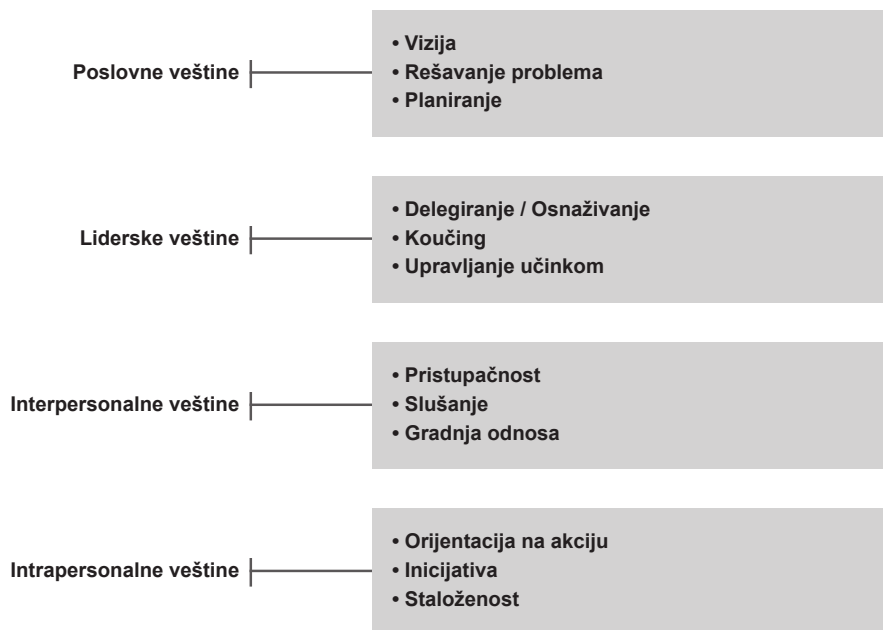 Poslovne veštine
• Vizija
• Rešavanje problema
• Planiranje
Liderske veštine
• Delegiranje / Osnaživanje
• Koučing
• Upravljanje učinkom
Interpersonalne veštine
• Pristupačnost
• Slušanje
• Gradnja odnosa
Intrapersonalne veštine
• Orijentacija na akciju
• Inicijativa
• Staloženost